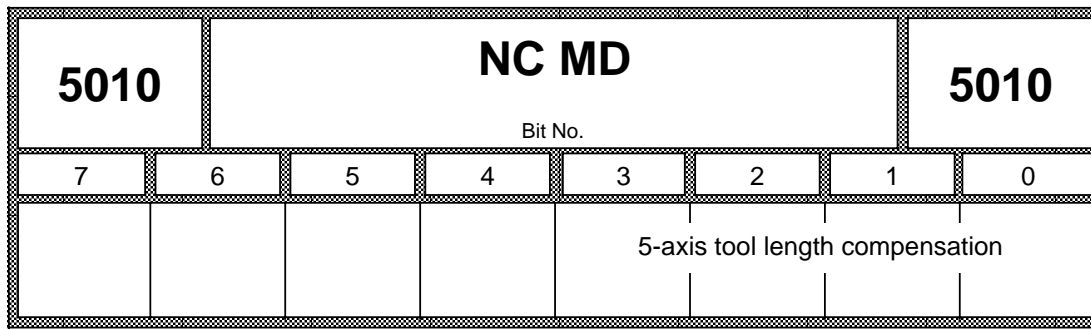 5010 NC MD 5010
Bit No.
7 6 5 4 3 2 1 0
5-axis tool length compensation